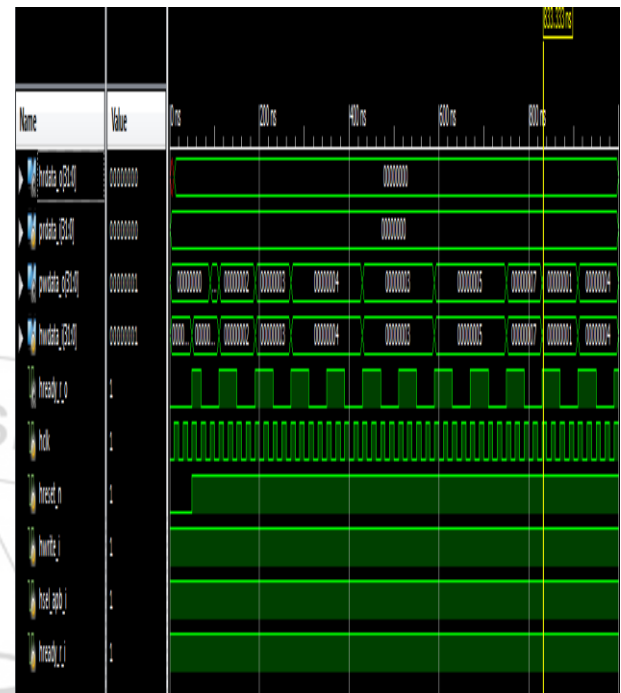 833.333 ns
Name Value 0 ns 200 ns 400 ns 600 ns 800 ns
hrdata_o[31:0] 00000000 00000000
prdata_i[31:0] 00000000 00000000
pwdata_o[31:0] 00000001 00000000 ... 00000002 00000003 00000004 00000003 00000005 00000007 00000001 00000004
hwdata_i[31:0] 00000001 0000... 0000... 00000002 00000003 00000004 00000003 00000005 00000007 00000001 00000004
hready_r_o 1
hclk 1
hreset_n 1
hwrite_i 1
hsel_apb_i 1
hready_r_i 1